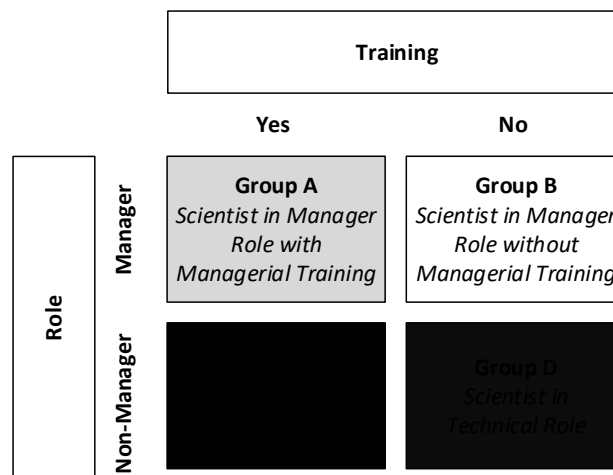 Training
Yes
No
Role
Manager
Group A
Scientist in Manager
Role with
Managerial Training
Group B
Scientist in Manager
Role without
Managerial Training
Non-Manager
Group D
Scientist in
Technical Role